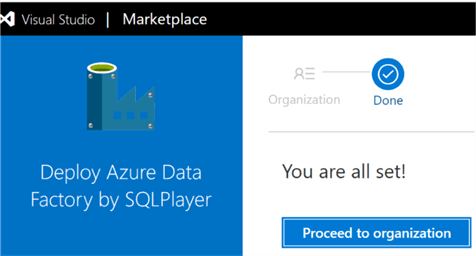 Visual Studio | Marketplace
Organization
Done
Deploy Azure Data
Factory by SQLPlayer
You are all set!
Proceed to organization